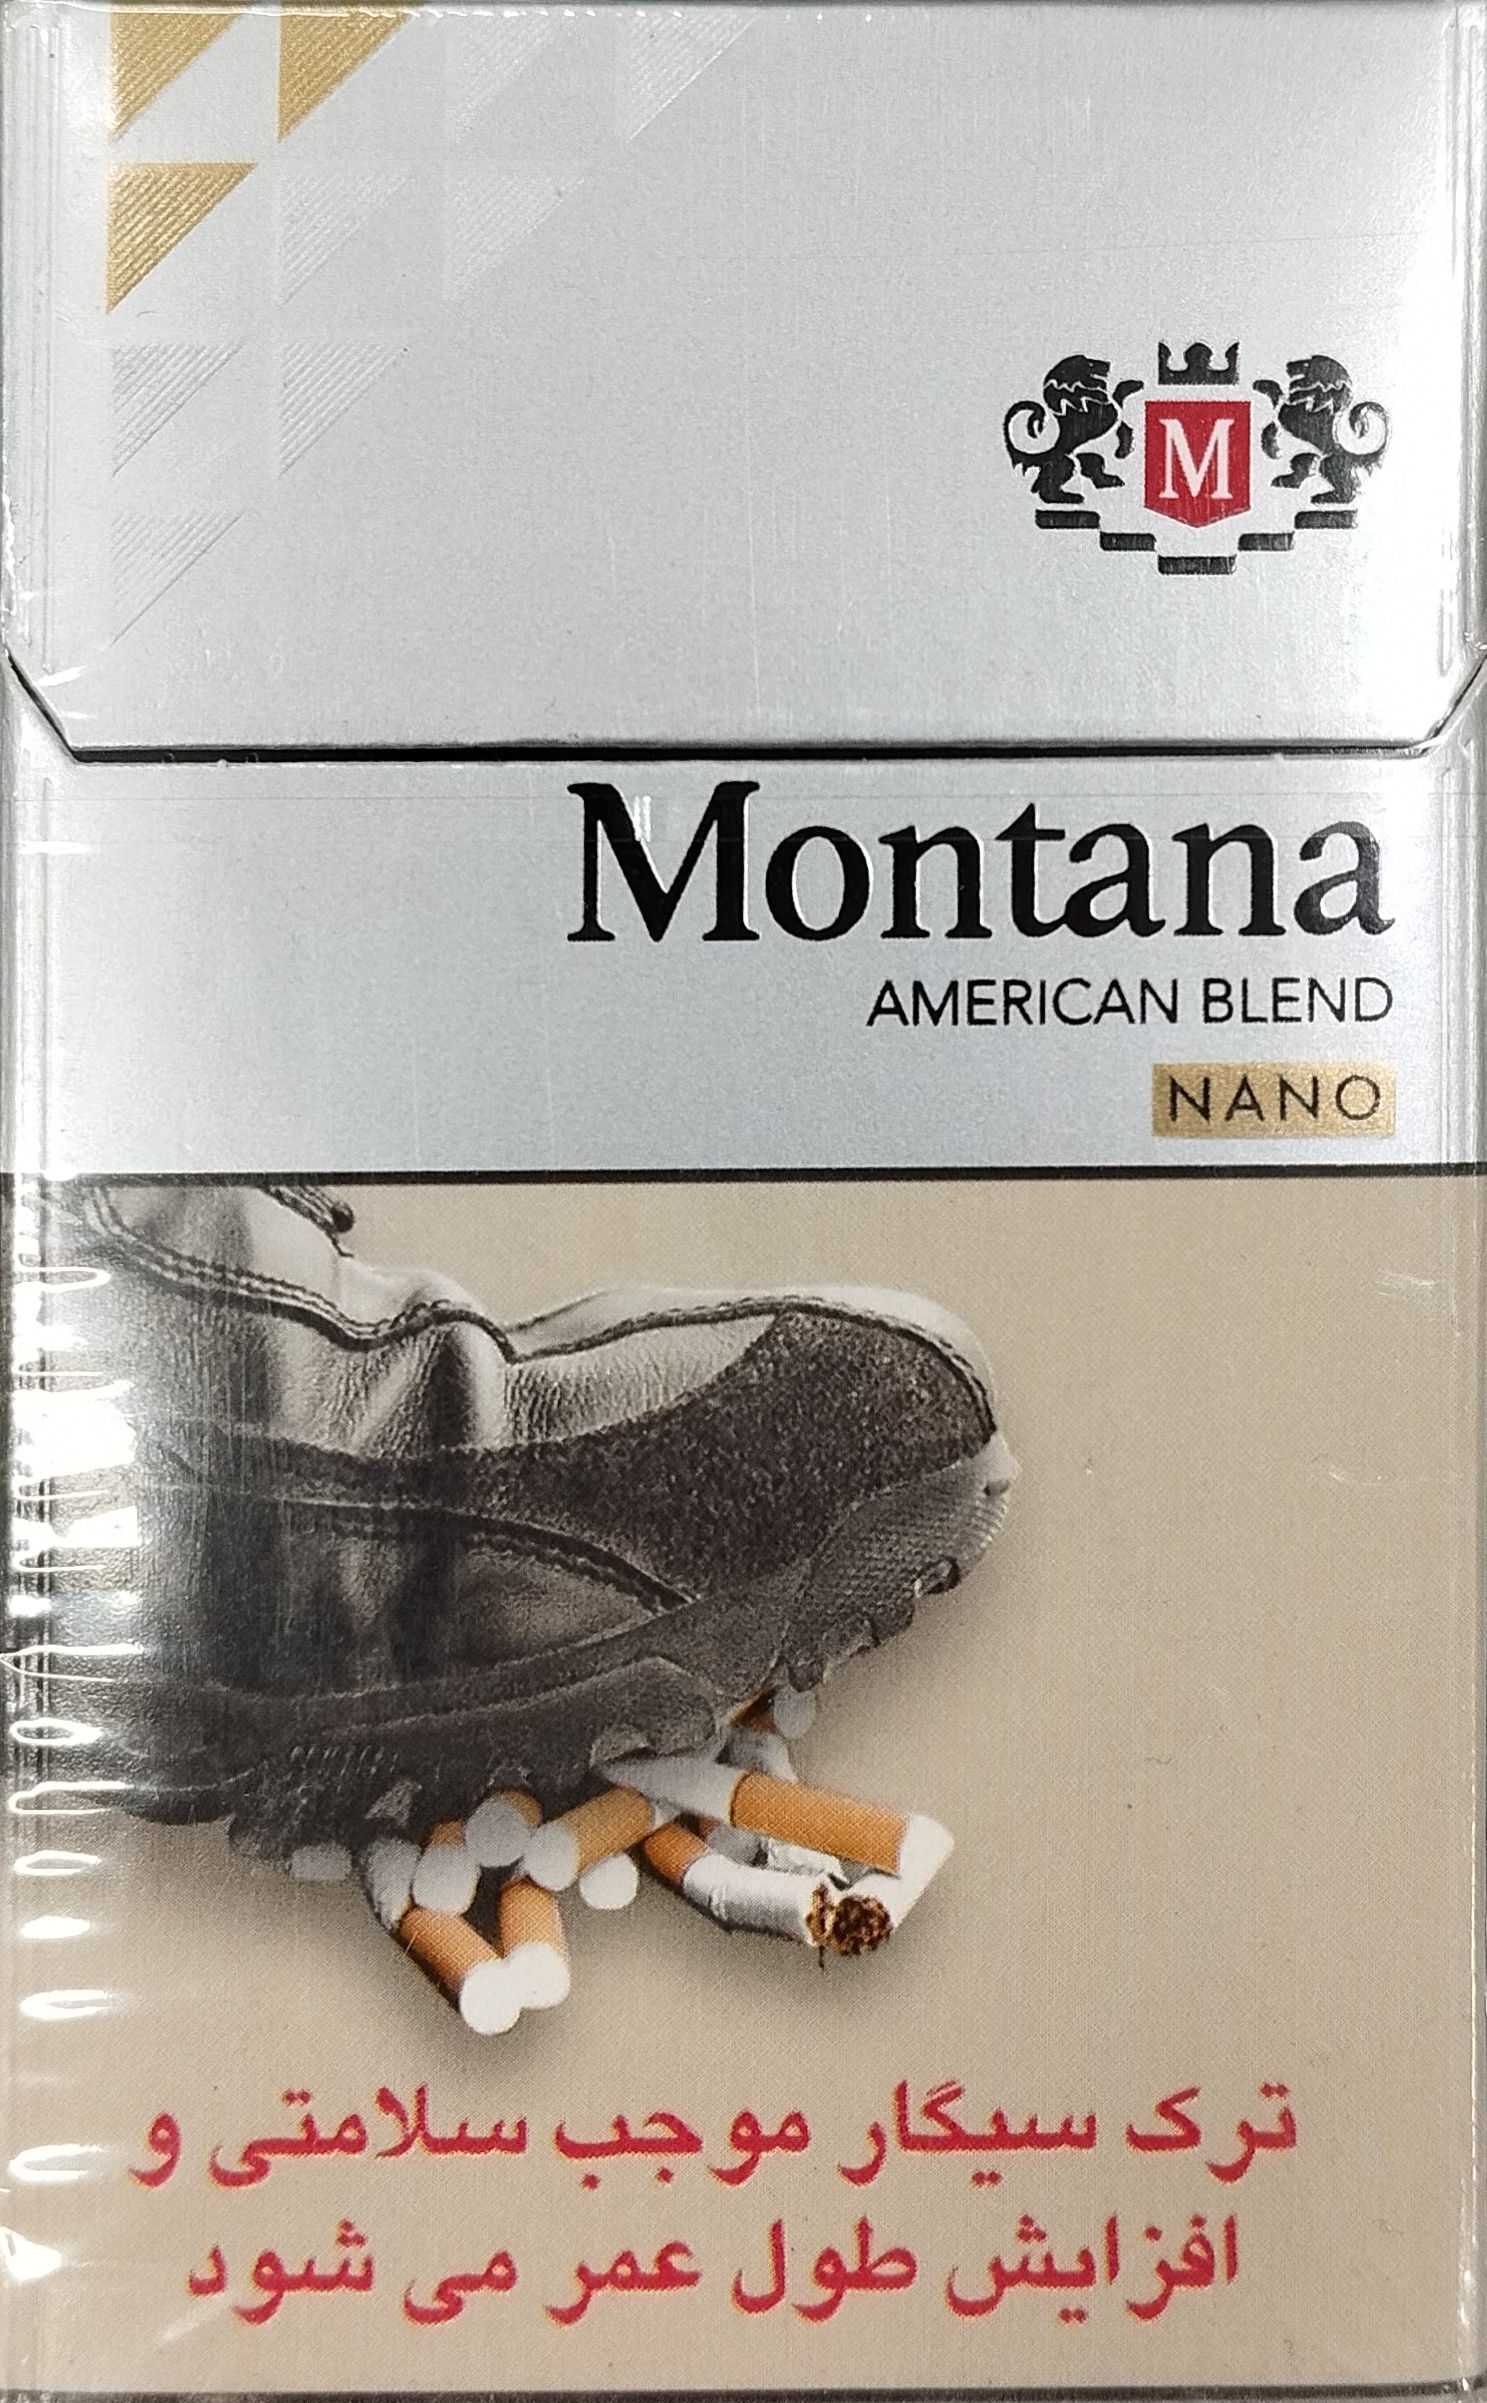 M
Montana
AMERICAN BLEND
NANO
ترک سیگار موجب سلامتی و
افزایش طول عمر می شود